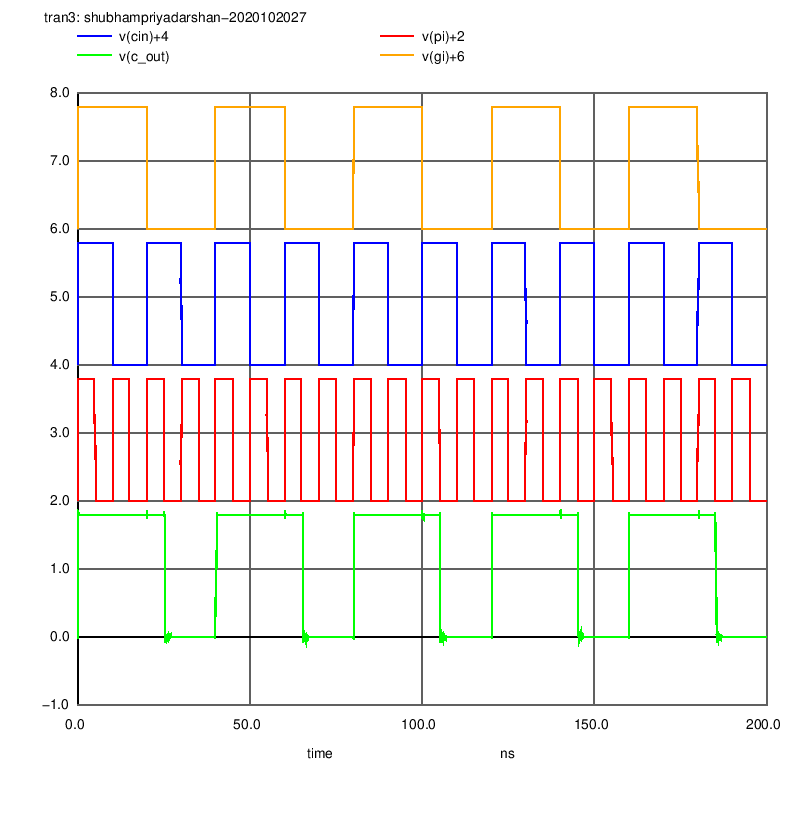 tran3: shubhampriyadarshan−2020102027
v(cin)+4 v(pi)+2
v(c_out) v(gi)+6
8.0
7.0
6.0
5.0
4.0
3.0
2.0
1.0
0.0
−1.0
0.0 50.0 100.0 150.0 200.0
time ns